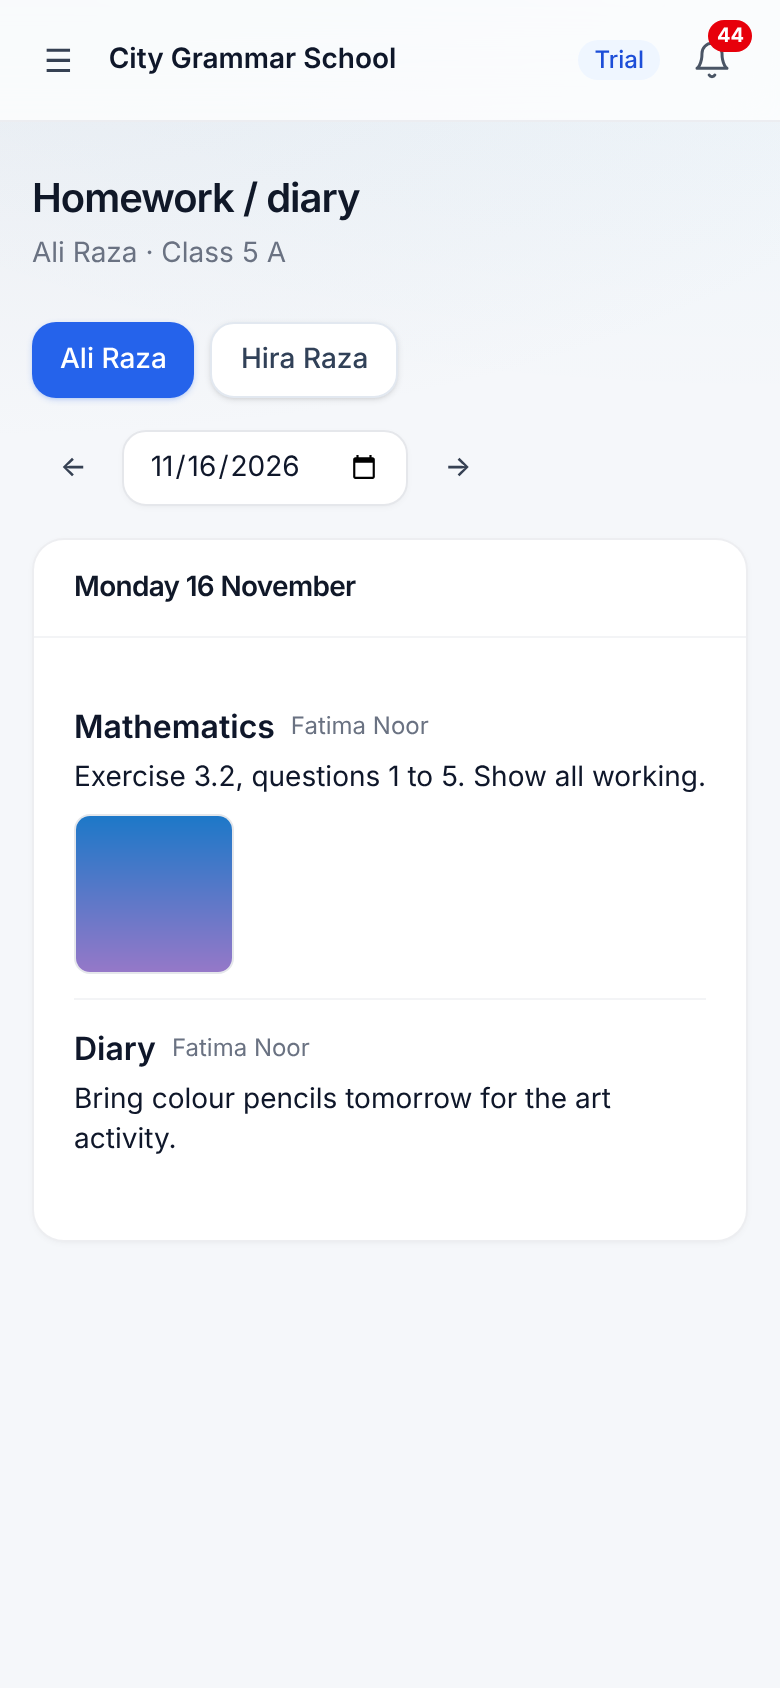 City Grammar School
Trial
44
Homework / diary
Ali Raza · Class 5 A
Ali Raza
Hira Raza
11/16/2026
Monday 16 November
Mathematics Fatima Noor
Exercise 3.2, questions 1 to 5. Show all working.
Diary Fatima Noor
Bring colour pencils tomorrow for the art
activity.